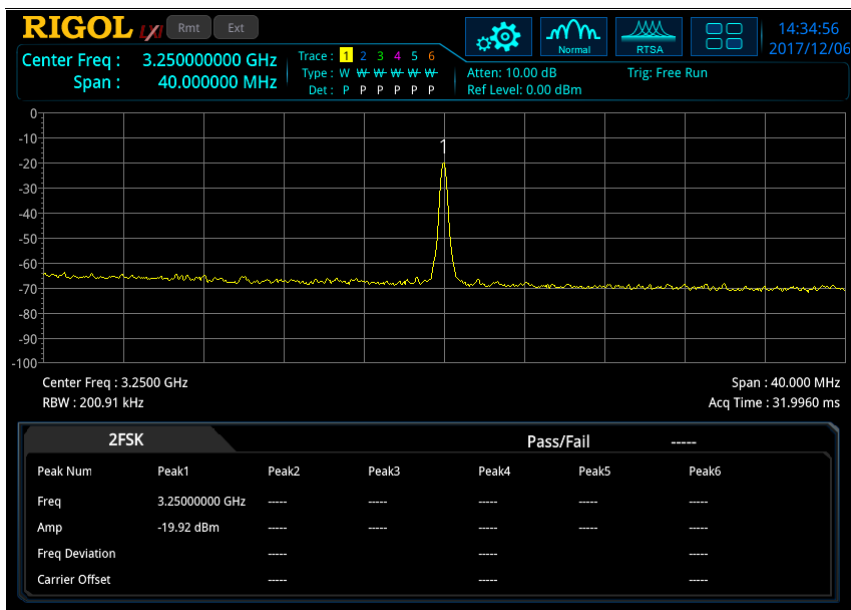 RIGOL LXI Rmt Ext
Normal RTSA
14:34:56
2017/12/06
Center Freq : 3.250000000 GHz
Span : 40.000000 MHz
Trace : 1 2 3 4 5 6
Type : W W W W W W
Det : P P P P P P
Atten: 10.00 dB Trig: Free Run
Ref Level: 0.00 dBm
0
-10
1
-20
-30
-40
-50
-60
-70
-80
-90
-100
Center Freq : 3.2500 GHz Span : 40.000 MHz
RBW : 200.91 kHz Acq Time : 31.9960 ms
2FSK Pass/Fail -----
Peak Num Peak1 Peak2 Peak3 Peak4 Peak5 Peak6
Freq 3.25000000 GHz ----- ----- ----- ----- -----
Amp -19.92 dBm ----- ----- ----- ----- -----
Freq Deviation ----- ----- -----
Carrier Offset ----- ----- -----